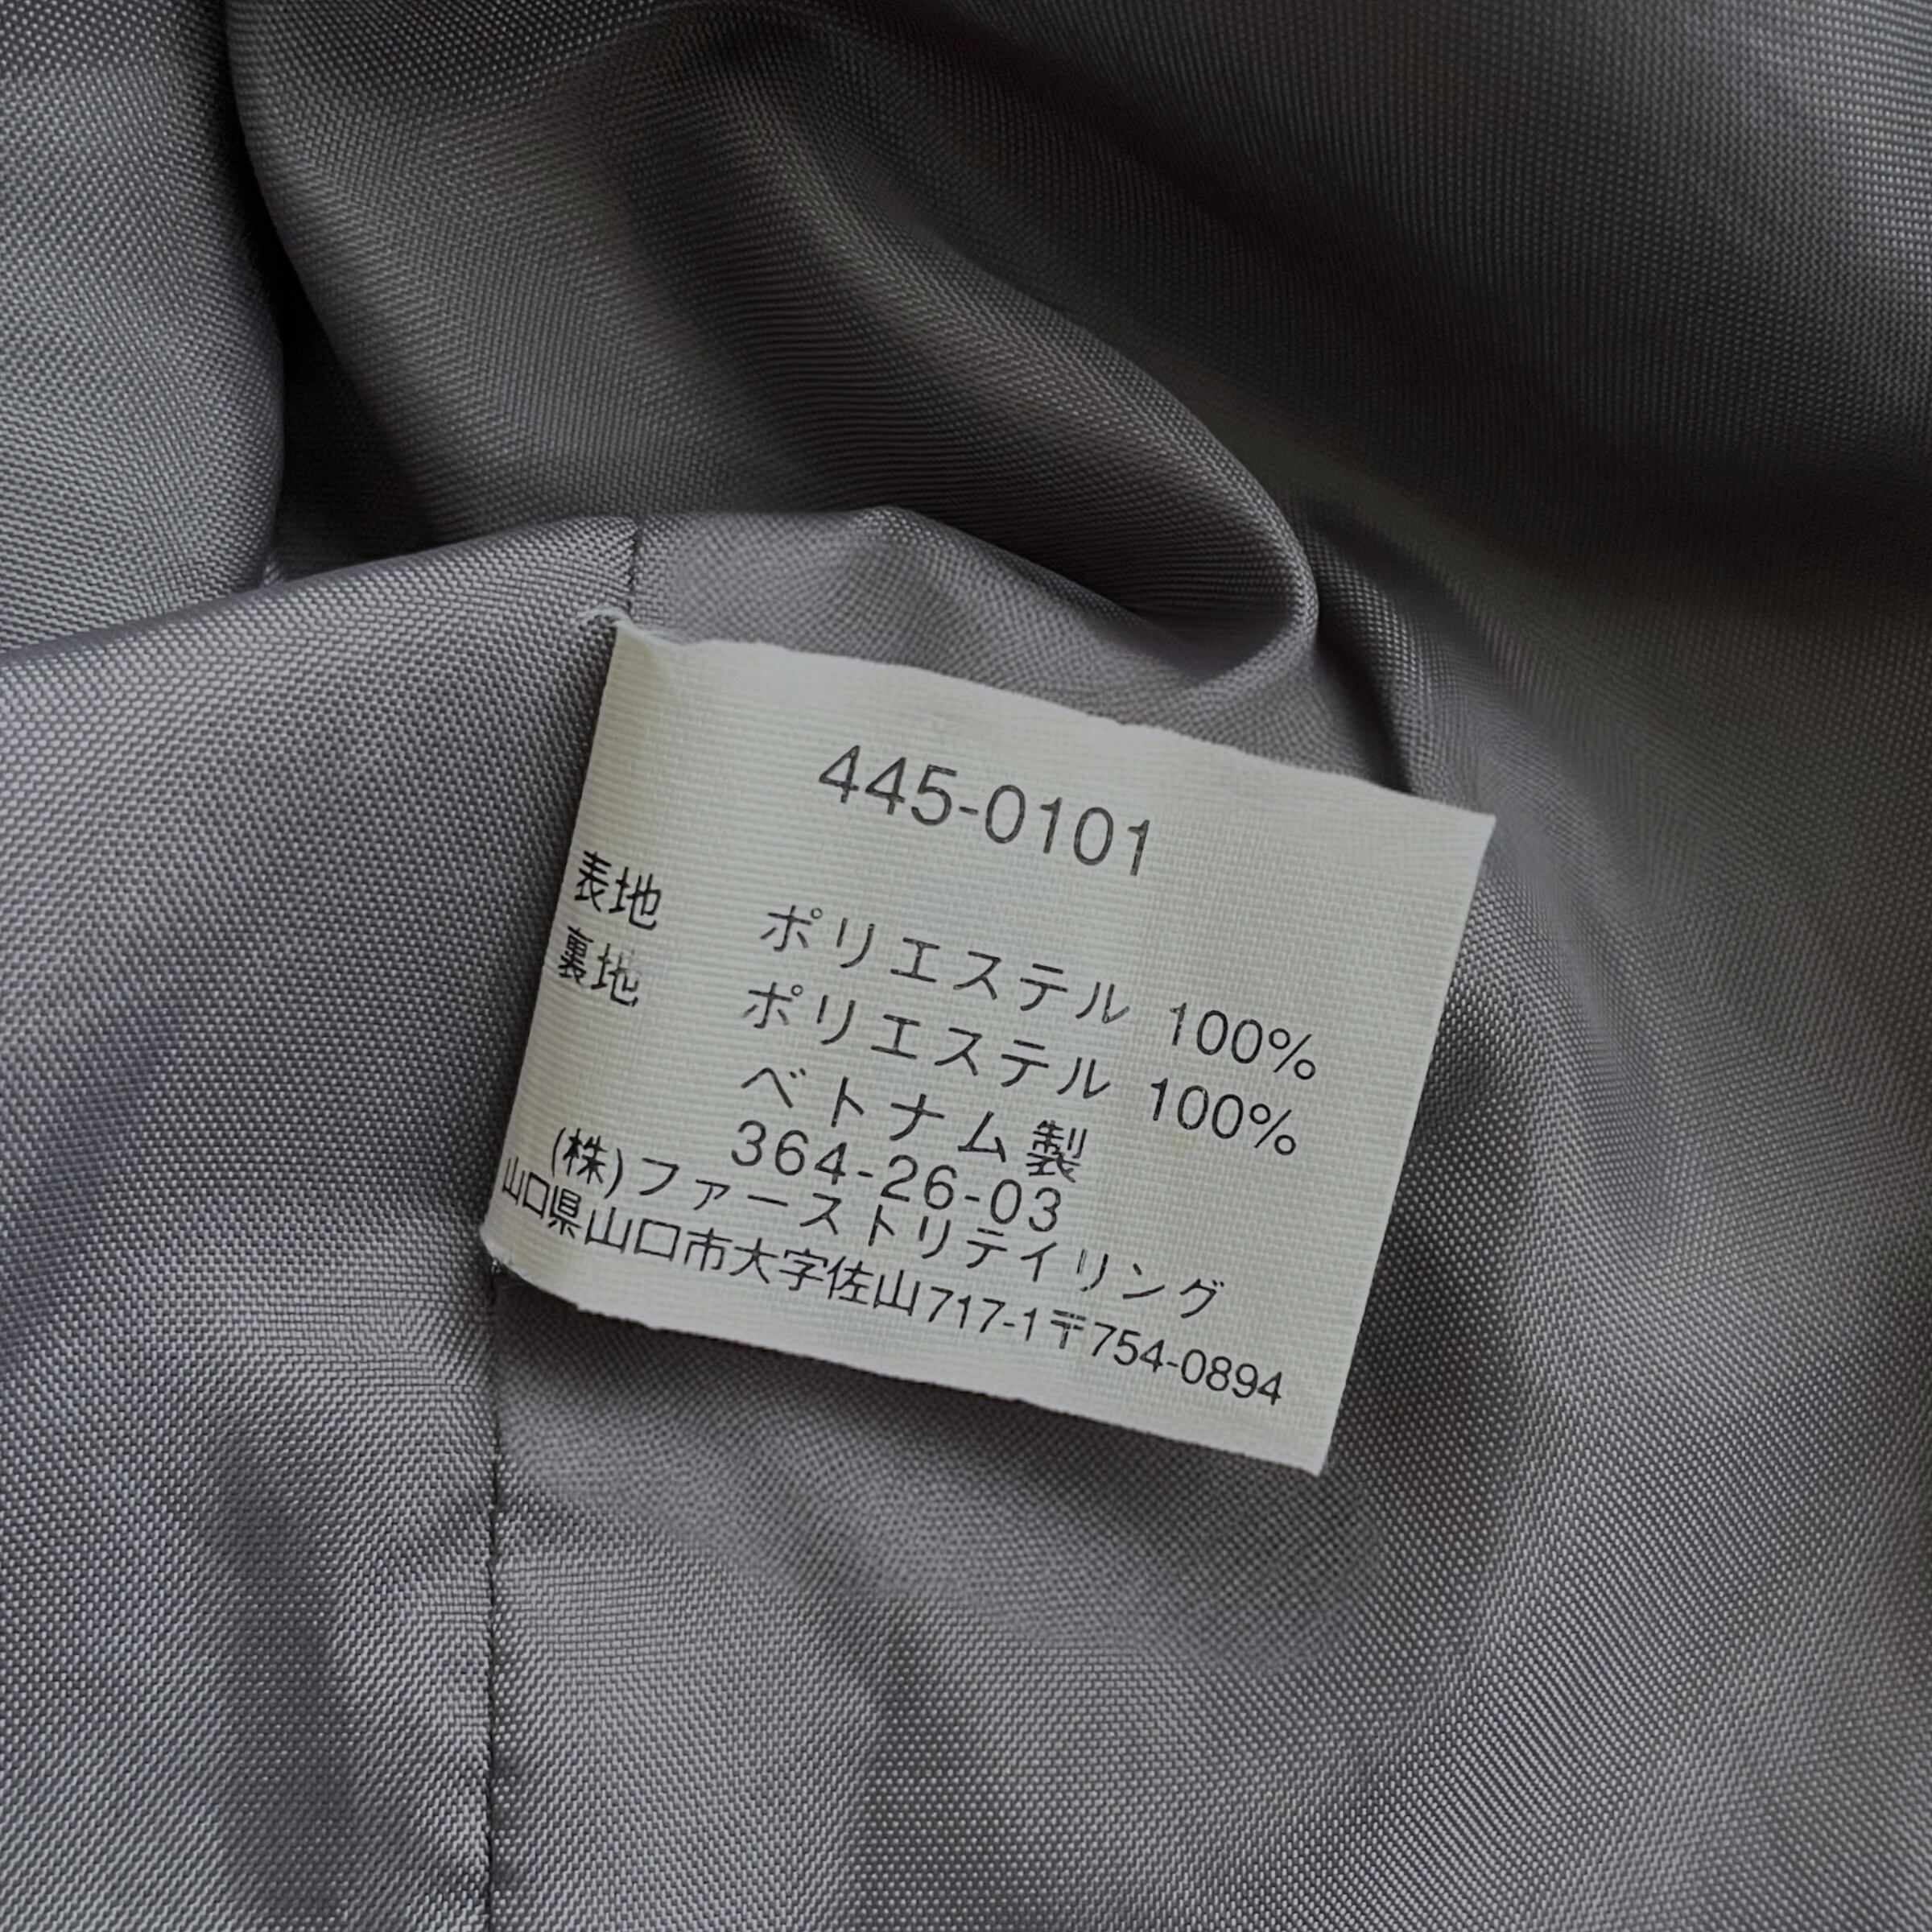 445-0101
表地 ポリエステル 100%
裏地 ポリエステル 100%
ベトナム製
364-26-03
(株)ファーストリテイリング
山口県山口市大字佐山717-1〒754-0894